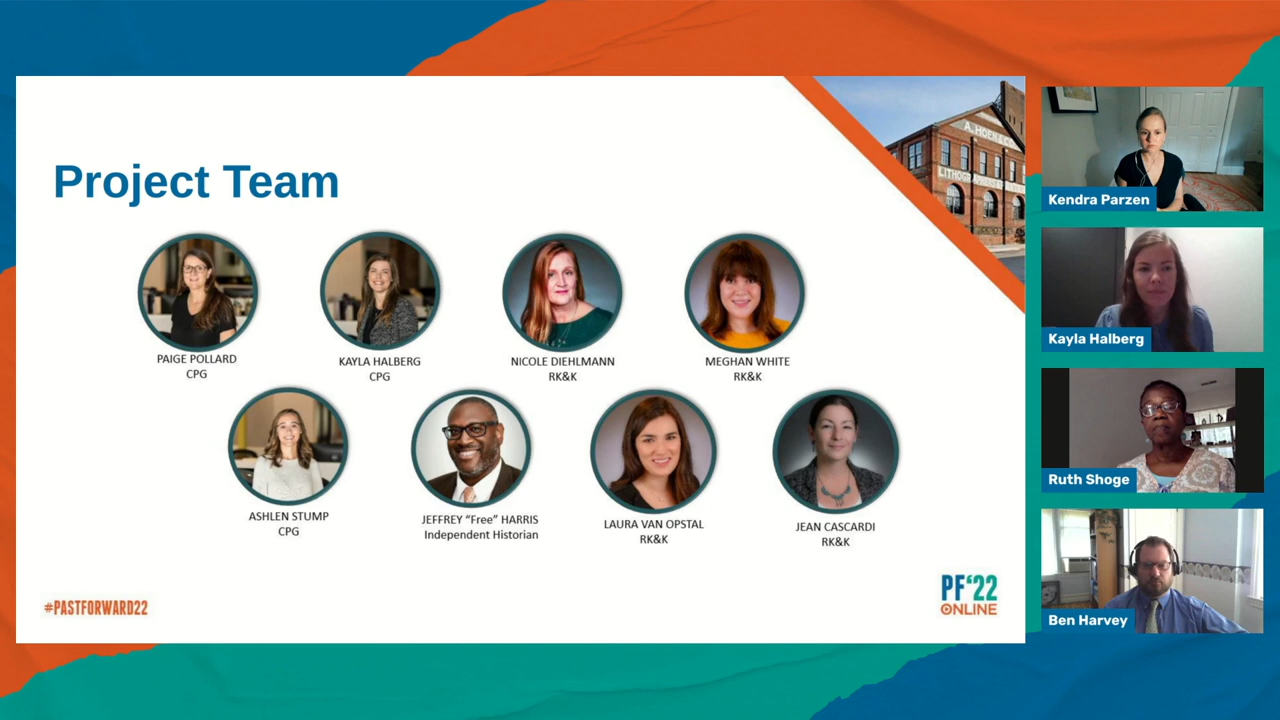 Project Team
A. HOEN & CO.
PAIGE POLLARD
CPG
KAYLA HALBERG
CPG
NICOLE DIEHLMANN
RK&K
MEGHAN WHITE
RK&K
ASHLEN STUMP
CPG
JEFFREY “Free” HARRIS
Independent Historian
LAURA VAN OPSTAL
RK&K
JEAN CASCARDI
RK&K
#PASTFORWARD22
PF‘22
ONLINE
Kendra Parzen
Kayla Halberg
Ruth Shoge
Ben Harvey